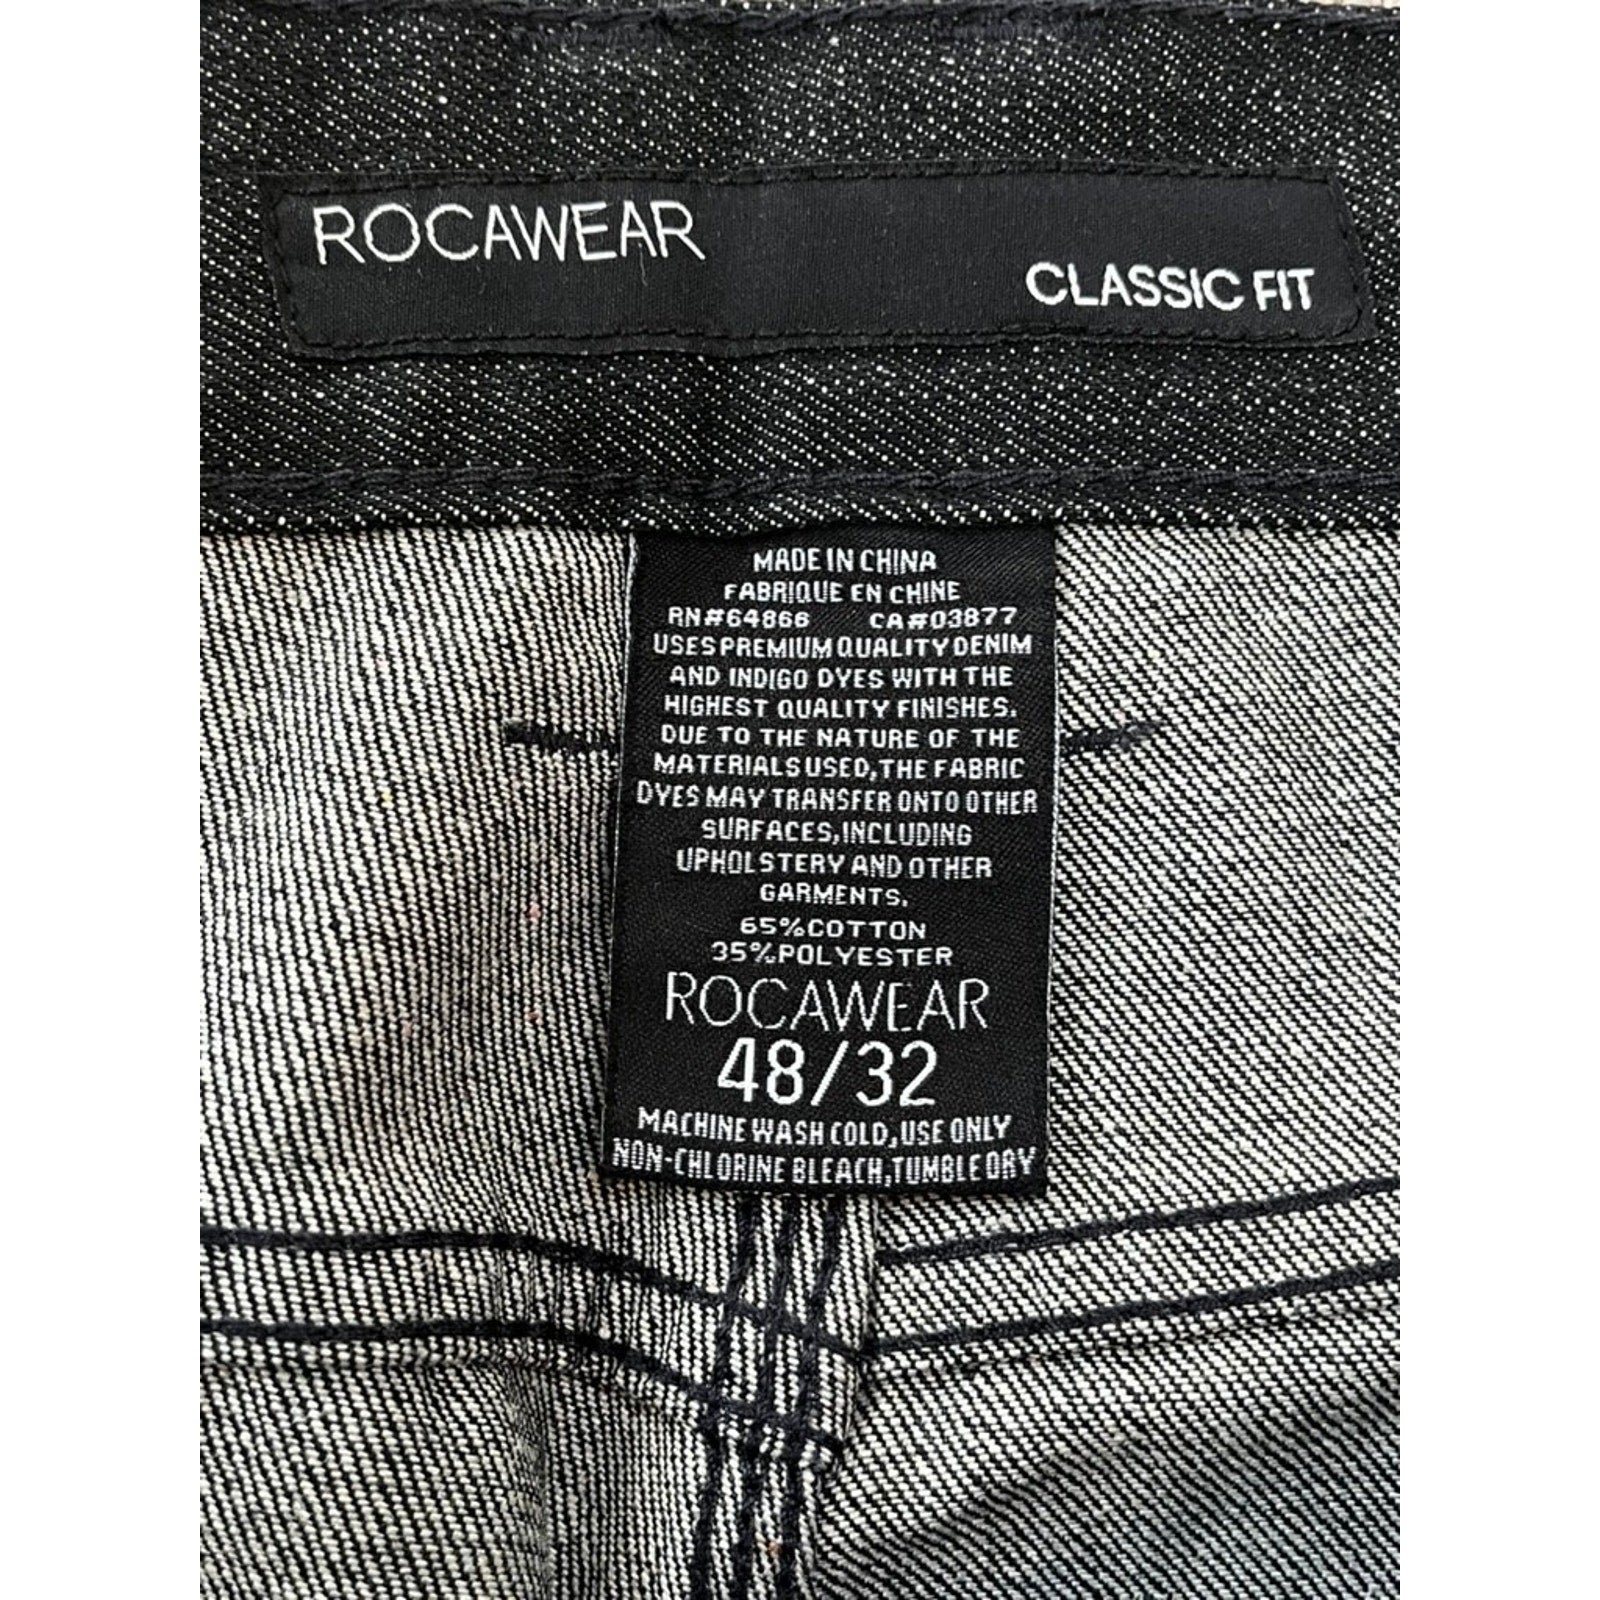 ROCAWEAR
CLASSIC FIT
MADE IN CHINA
FABRIQUE EN CHINE
RN#64866 CA#03877
USES PREMIUM QUALITY DENIM
AND INDIGO DYES WITH THE
HIGHEST QUALITY FINISHES.
DUE TO THE NATURE OF THE
MATERIALS USED, THE FABRIC
DYES MAY TRANSFER ONTO OTHER
SURFACES, INCLUDING
UPHOLSTERY AND OTHER
GARMENTS.
65% COTTON
35% POLYESTER
ROCAWEAR
48/32
MACHINE WASH COLD, USE ONLY
NON-CHLORINE BLEACH, TUMBLE DRY